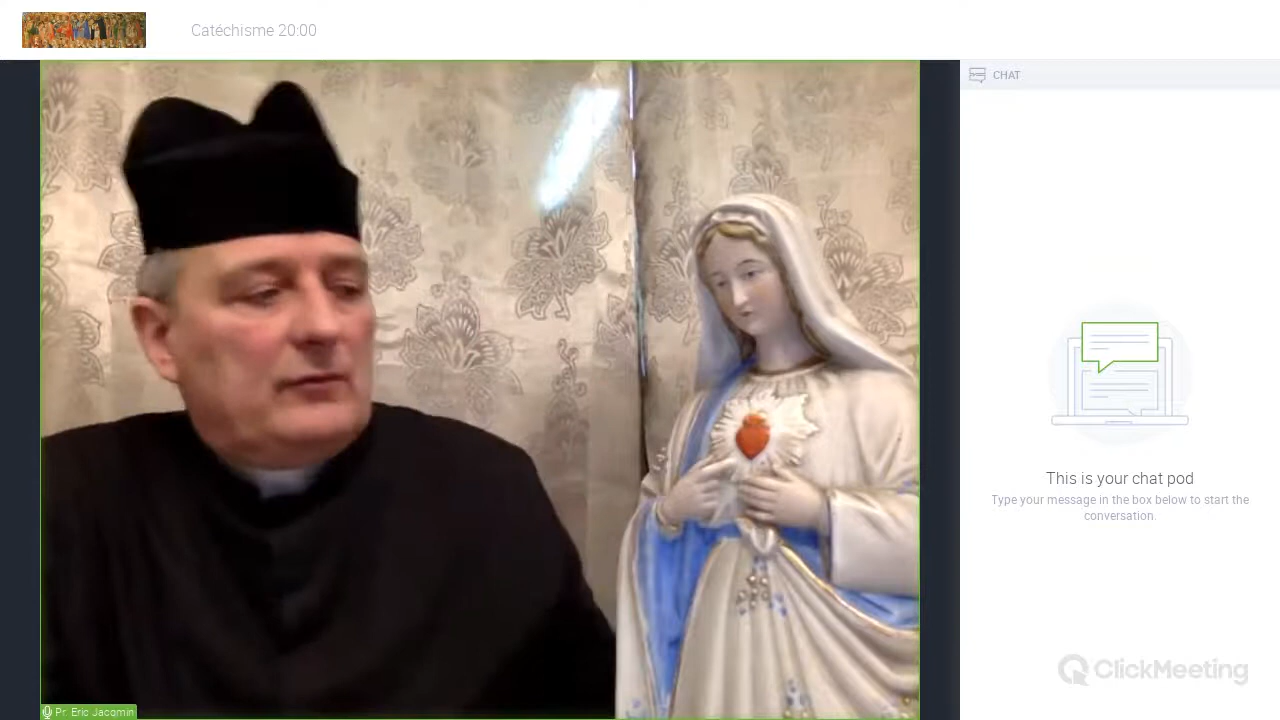 Catéchisme 20:00
CHAT
This is your chat pod
Type your message in the box below to start the
conversation.
ClickMeeting
Pr. Eric Jacqmin